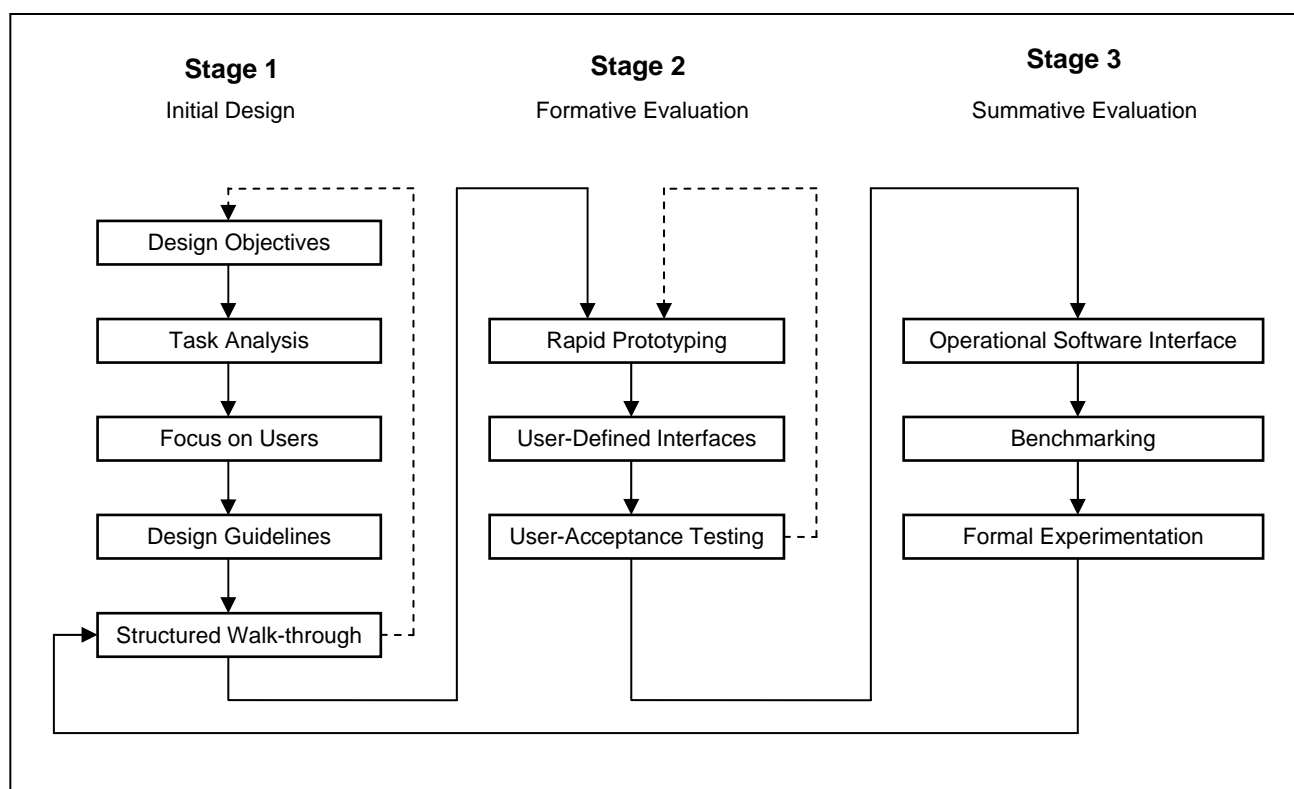 Stage 1
Initial Design
Design Objectives
Task Analysis
Focus on Users
Design Guidelines
Structured Walk-through
Stage 2
Formative Evaluation
Rapid Prototyping
User-Defined Interfaces
User-Acceptance Testing
Stage 3
Summative Evaluation
Operational Software Interface
Benchmarking
Formal Experimentation